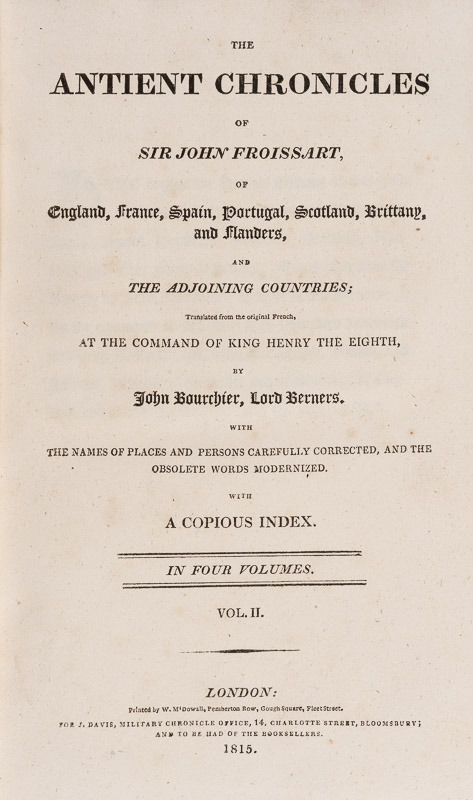 THE
ANTIENT CHRONICLES
OF
SIR JOHN FROISSART,
OF
England, France, Spain, Portugal, Scotland, Brittany,
and Flanders,
AND
THE ADJOINING COUNTRIES;
Translated from the original French,
AT THE COMMAND OF KING HENRY THE EIGHTH,
BY
John Bourchier, Lord Berners.
WITH
THE NAMES OF PLACES AND PERSONS CAREFULLY CORRECTED, AND THE
OBSOLETE WORDS MODERNIZED.
WITH
A COPIOUS INDEX.
IN FOUR VOLUMES.
VOL. II.
LONDON:
Printed by W. McDowall, Pemberton Row, Gough Square, Fleet Street.
FOR J. DAVIS, MILITARY CHRONICLE OFFICE, 14, CHARLOTTE STREET, BLOOMSBURY;
AND TO BE HAD OF THE BOOKSELLERS.
1815.